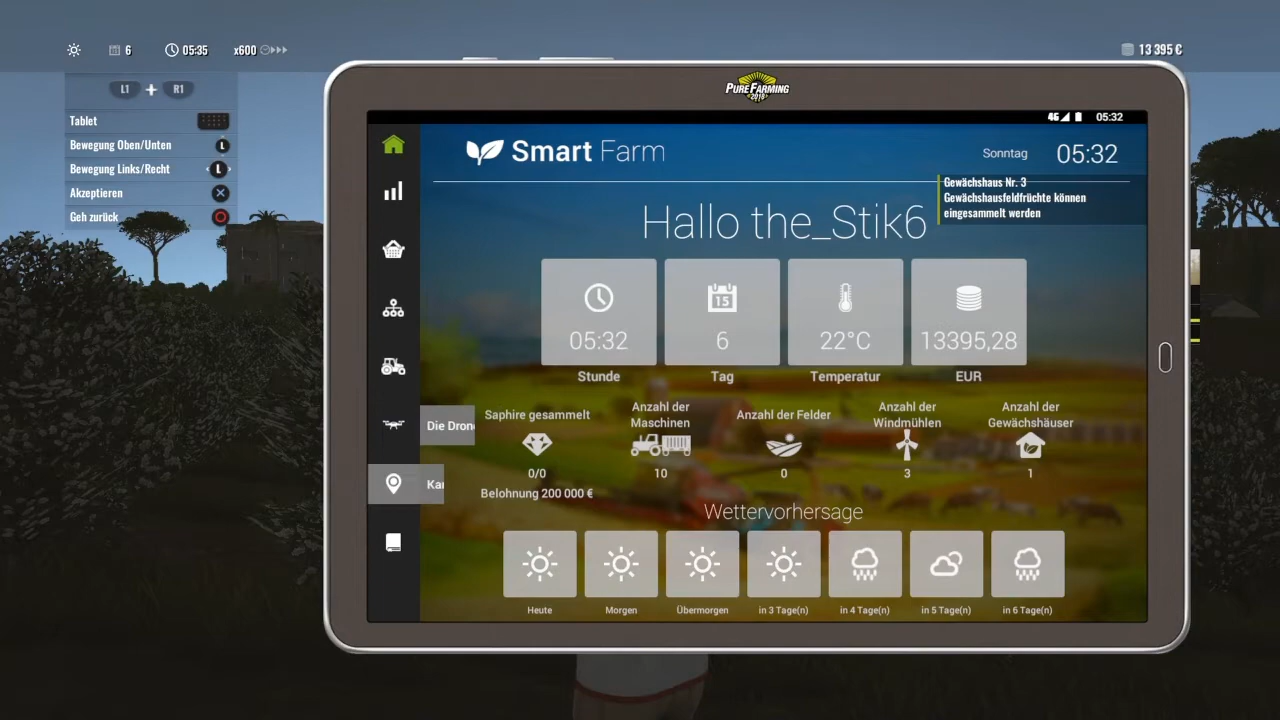 6
05:35
x600
13 395 €
L1 + R1
Tablet
Bewegung Oben/Unten
L
Bewegung Links/Recht
L
Akzeptieren
Geh zurück
PURE FARMING
2018
4G
05:32
Smart Farm
Sonntag
05:32
Gewächshaus Nr. 3
Gewächshausfeldfrüchte können
eingesammelt werden
Hallo the_Stik6
15
05:32
6
22°C
13395,28
Stunde
Tag
Temperatur
EUR
Saphire gesammelt
Anzahl der
Maschinen
Anzahl der Felder
Anzahl der
Windmühlen
Anzahl der
Gewächshäuser
0/0
10
0
3
1
Belohnung 200 000 €
Die Dron
Kar
Wettervorhersage
Heute
Morgen
Übermorgen
in 3 Tage(n)
in 4 Tage(n)
in 5 Tage(n)
in 6 Tage(n)